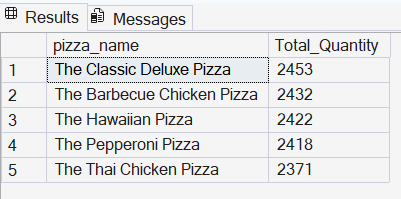 Results Messages
pizza_name Total_Quantity
1 The Classic Deluxe Pizza 2453
2 The Barbecue Chicken Pizza 2432
3 The Hawaiian Pizza 2422
4 The Pepperoni Pizza 2418
5 The Thai Chicken Pizza 2371